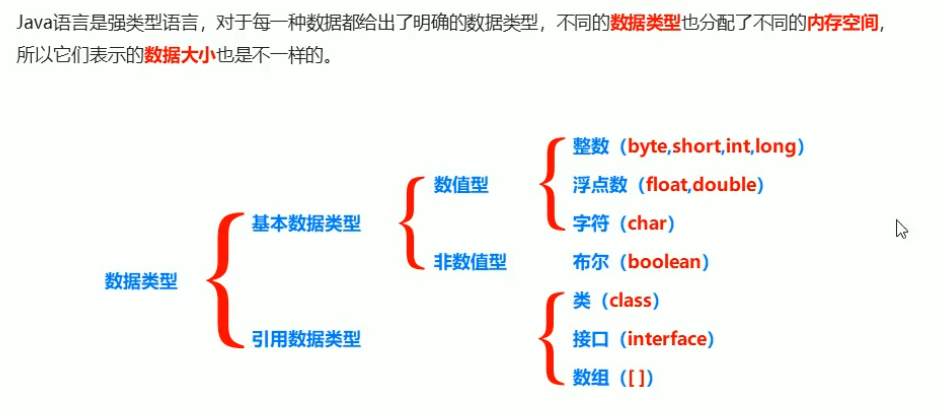 Java语言是强类型语言，对于每一种数据都给出了明确的数据类型，不同的数据类型也分配了不同的内存空间，
所以它们表示的数据大小也是不一样的。
整数（byte,short,int,long）
数值型
浮点数（float,double）
基本数据类型
字符（char）
非数值型
布尔（boolean）
数据类型
类（class）
引用数据类型
接口（interface）
数组（[ ]）